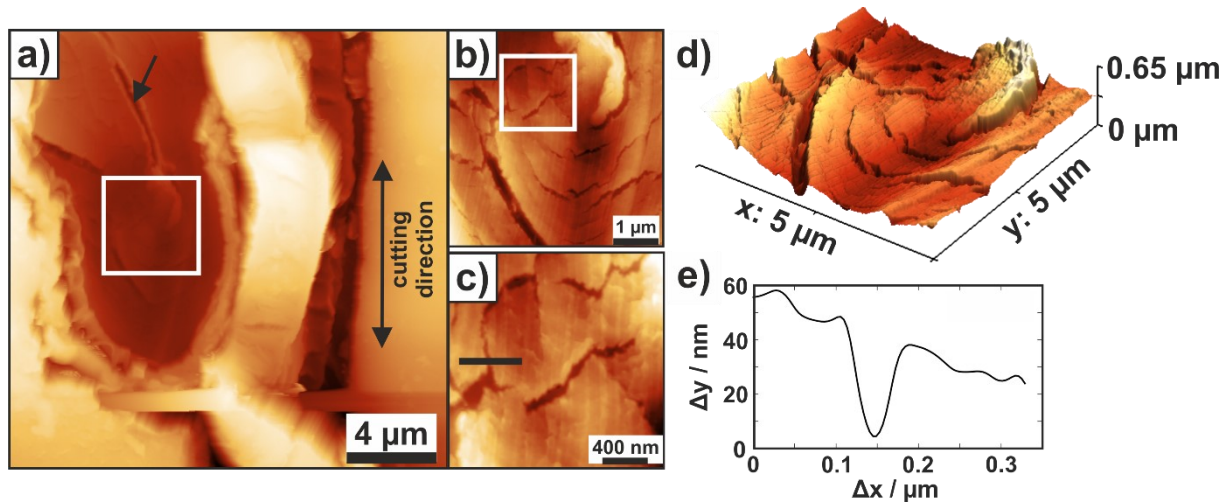 a)
cutting
direction
4 µm
b)
1 µm
c)
400 nm
d)
0.65 µm
0 µm
x: 5 µm
y: 5 µm
e)
60
40
20
0
Δy / nm
0
0.1
0.2
0.3
Δx / µm